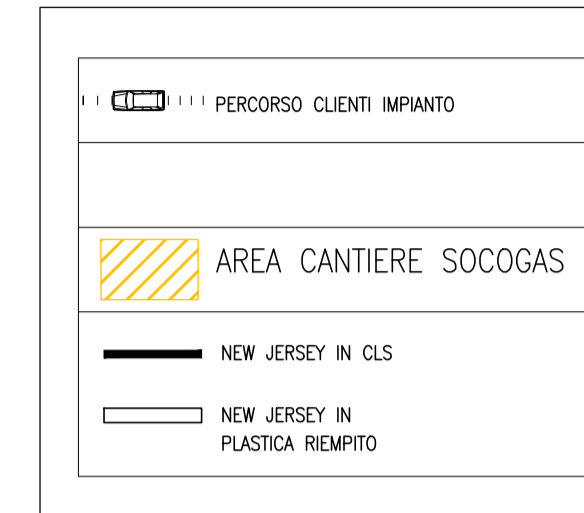 PERCORSO CLIENTI IMPIANTO
AREA CANTIERE SOCOGAS
NEW JERSEY IN CLS
NEW JERSEY IN
PLASTICA RIEMPITO